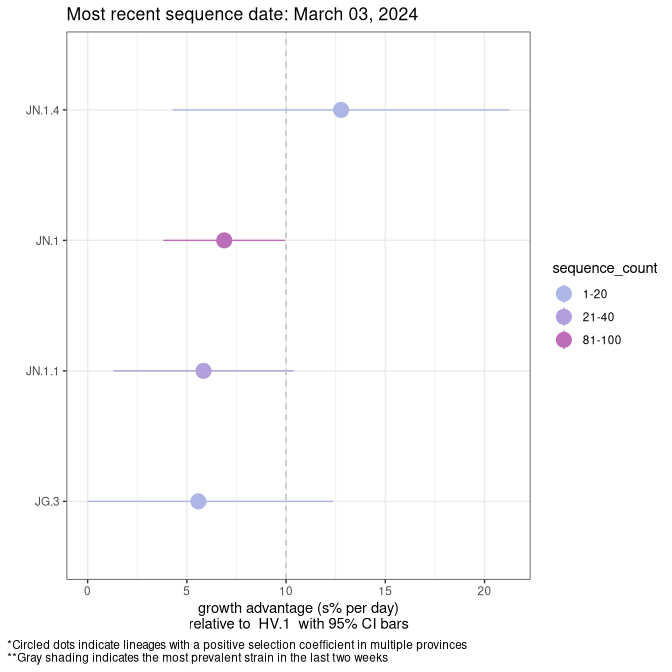 Most recent sequence date: March 03, 2024
JN.1.4
JN.1
JN.1.1
JG.3
0 5 10 15 20
growth advantage (s% per day)
relative to HV.1 with 95% CI bars
sequence_count
1-20
21-40
81-100
*Circled dots indicate lineages with a positive selection coefficient in multiple provinces
**Gray shading indicates the most prevalent strain in the last two weeks